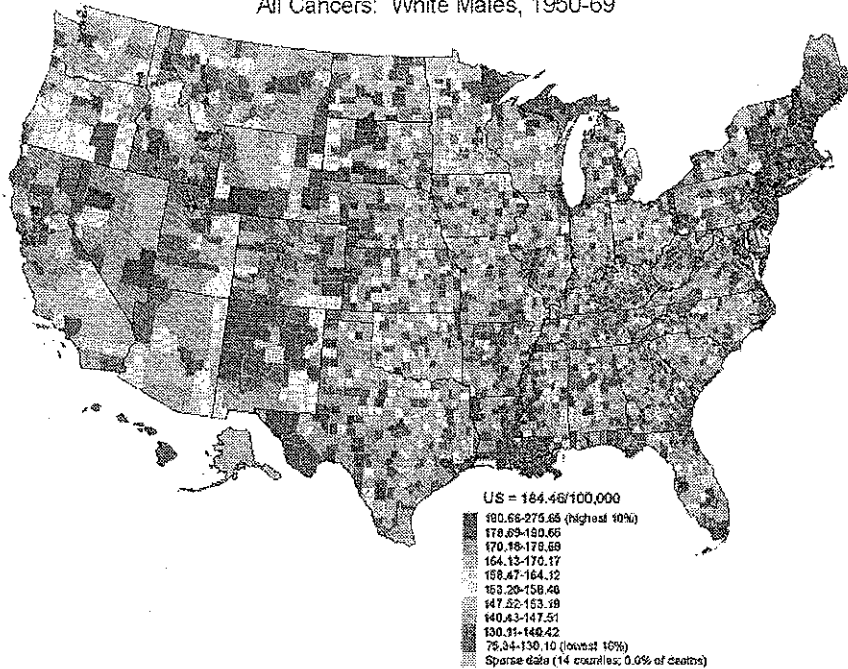 All Cancers: White Males, 1950-69
US = 184.46/100,000
190.66-275.65 (highest 10%)
178.69-190.65
170.18-178.68
164.13-170.17
158.47-164.12
153.20-158.46
147.52-153.19
140.43-147.51
130.11-140.42
75.94-130.10 (lowest 10%)
Sparse data (14 counties; 0.0% of deaths)